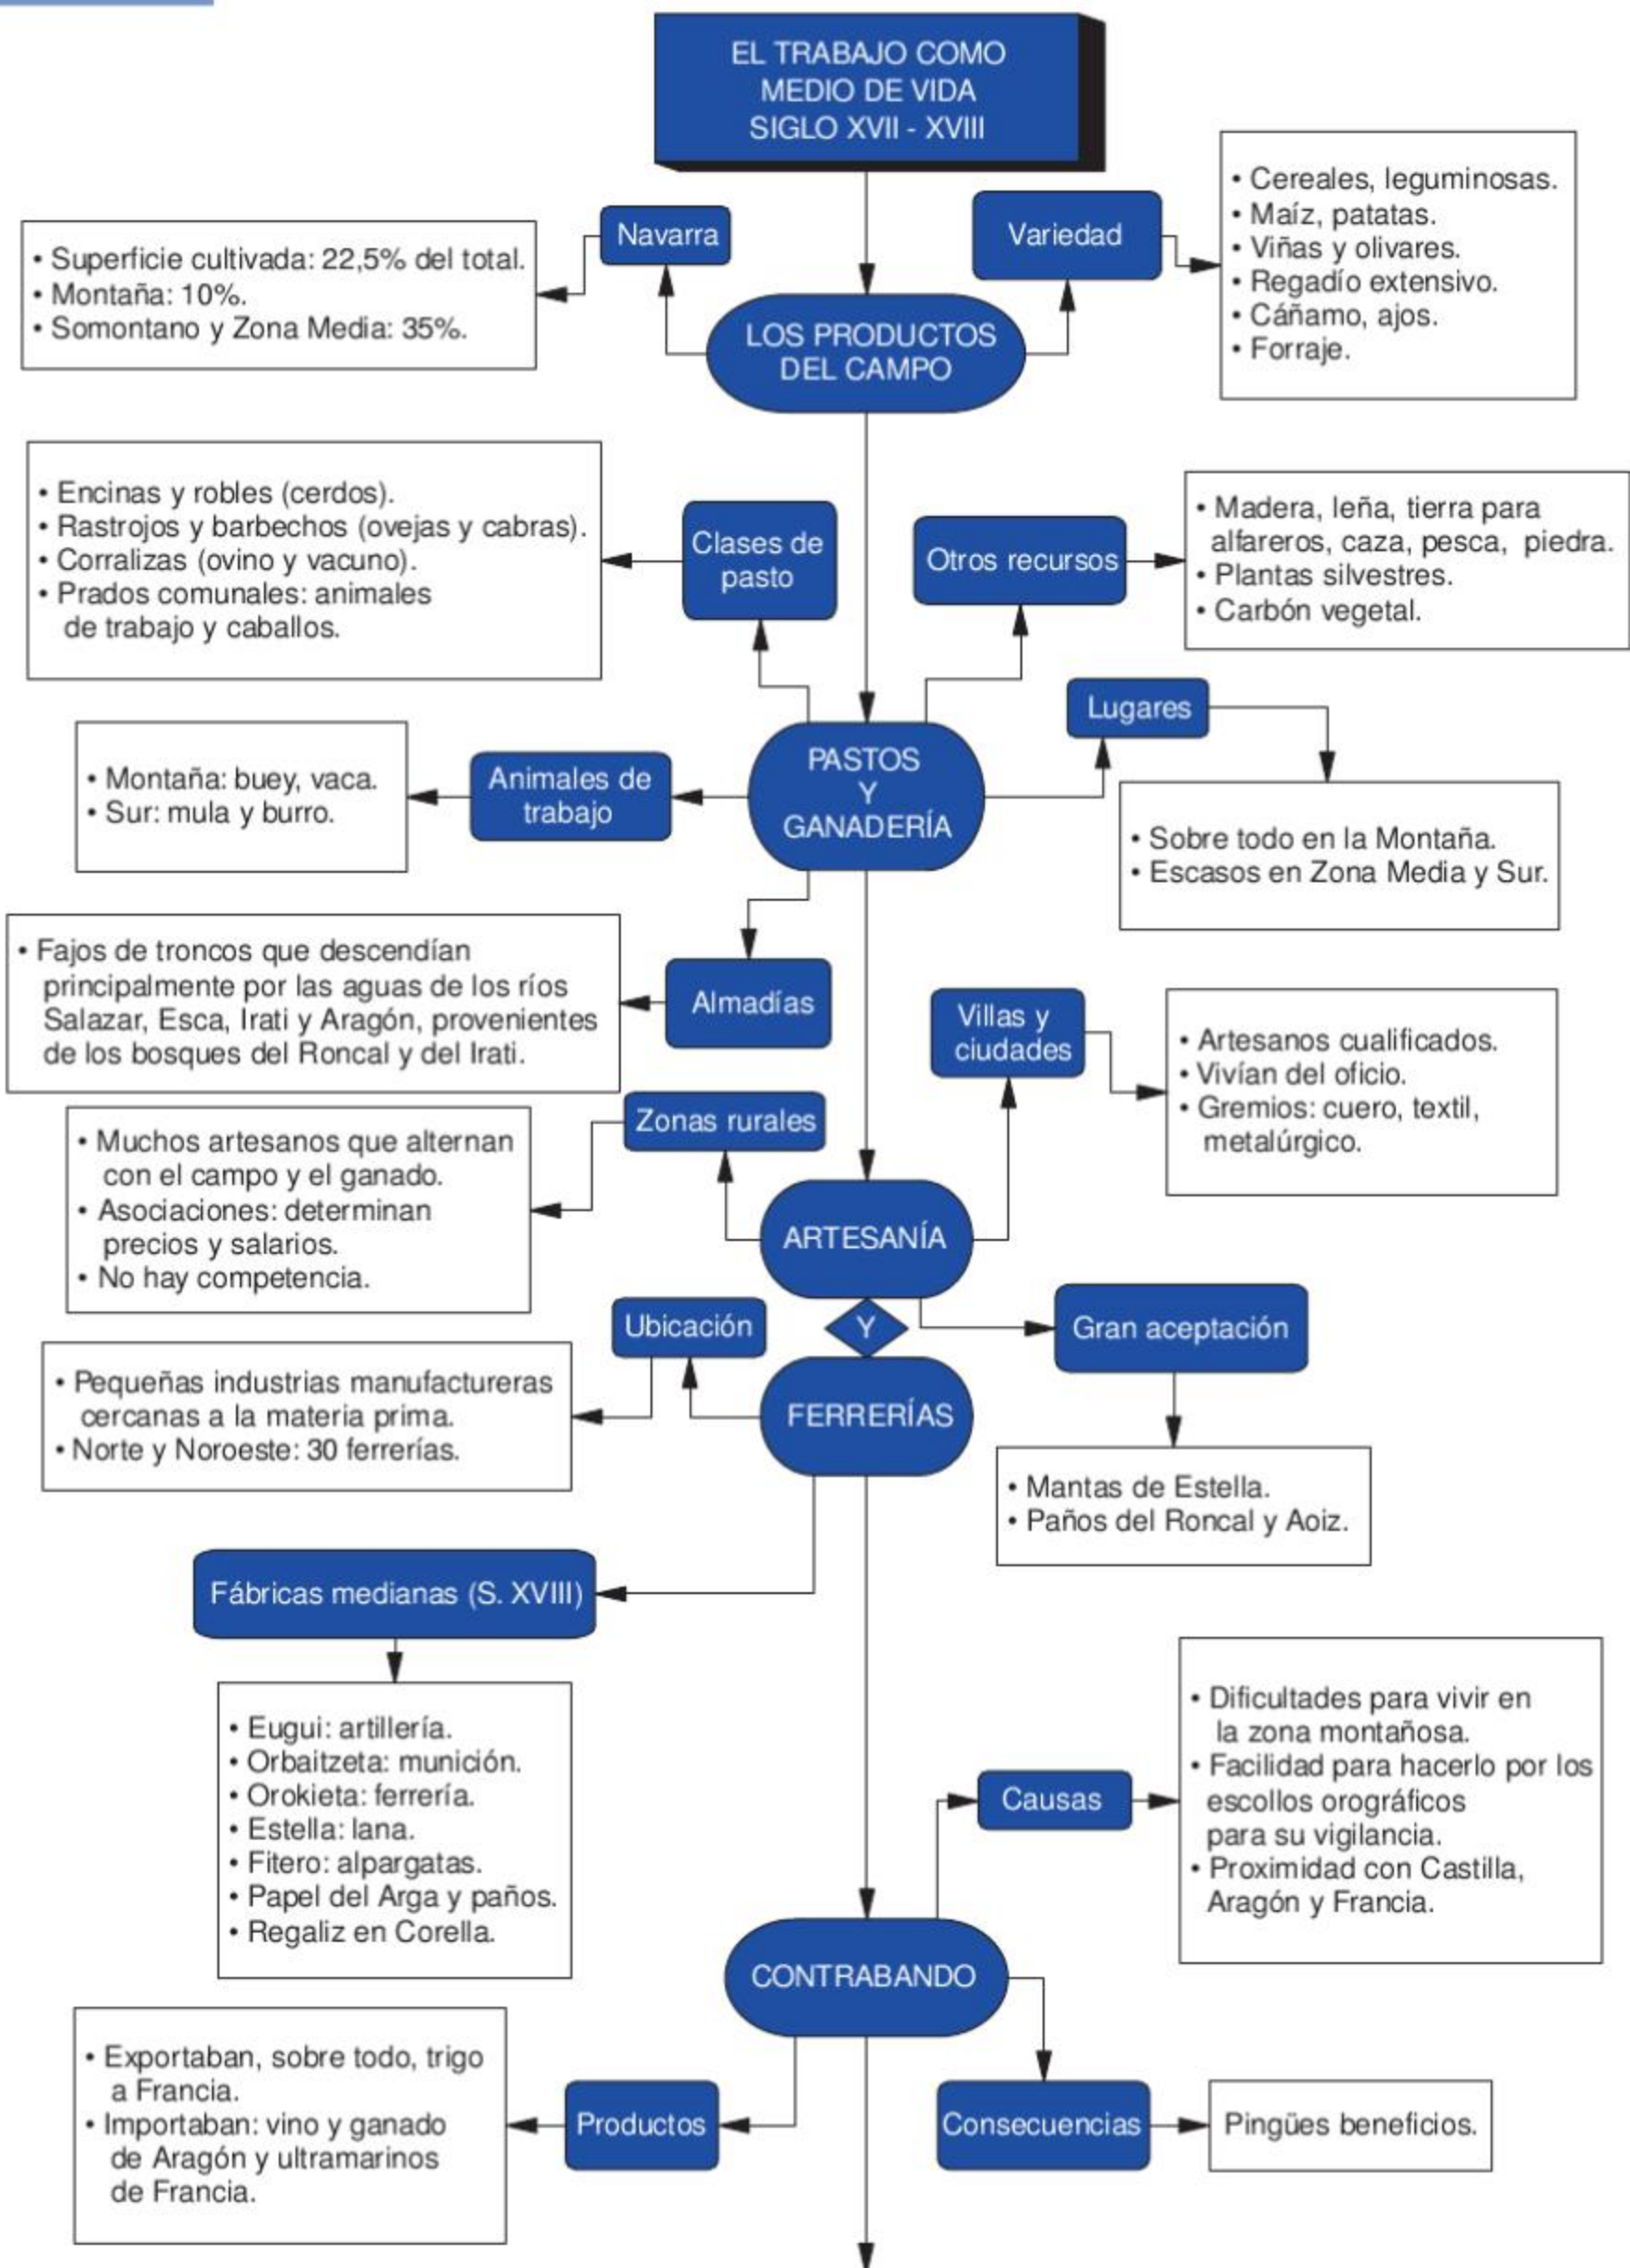 EL TRABAJO COMO
MEDIO DE VIDA
SIGLO XVII - XVIII
Navarra
• Superficie cultivada: 22,5% del total.
• Montaña: 10%.
• Somontano y Zona Media: 35%.
Variedad
• Cereales, leguminosas.
• Maíz, patatas.
• Viñas y olivares.
• Regadío extensivo.
• Cáñamo, ajos.
• Forraje.
LOS PRODUCTOS
DEL CAMPO
• Encinas y robles (cerdos).
• Rastrojos y barbechos (ovejas y cabras).
• Corralizas (ovino y vacuno).
• Prados comunales: animales
de trabajo y caballos.
Clases de
pasto
Otros recursos
• Madera, leña, tierra para
alfareros, caza, pesca, piedra.
• Plantas silvestres.
• Carbón vegetal.
Lugares
• Sobre todo en la Montaña.
• Escasos en Zona Media y Sur.
PASTOS
Y
GANADERÍA
Animales de
trabajo
• Montaña: buey, vaca.
• Sur: mula y burro.
Almadías
• Fajos de troncos que descendían
principalmente por las aguas de los ríos
Salazar, Esca, Irati y Aragón, provenientes
de los bosques del Roncal y del Irati.
Villas y
ciudades
• Artesanos cualificados.
• Vivían del oficio.
• Gremios: cuero, textil,
metalúrgico.
Zonas rurales
• Muchos artesanos que alternan
con el campo y el ganado.
• Asociaciones: determinan
precios y salarios.
• No hay competencia.
ARTESANÍA
Y
FERRERÍAS
Ubicación
• Pequeñas industrias manufactureras
cercanas a la materia prima.
• Norte y Noroeste: 30 ferrerías.
Gran aceptación
• Mantas de Estella.
• Paños del Roncal y Aoiz.
Fábricas medianas (S. XVIII)
• Eugui: artillería.
• Orbaitzeta: munición.
• Orokieta: ferrería.
• Estella: lana.
• Fitero: alpargatas.
• Papel del Arga y paños.
• Regaliz en Corella.
Causas
• Dificultades para vivir en
la zona montañosa.
• Facilidad para hacerlo por los
escollos orográficos
para su vigilancia.
• Proximidad con Castilla,
Aragón y Francia.
CONTRABANDO
Productos
• Exportaban, sobre todo, trigo
a Francia.
• Importaban: vino y ganado
de Aragón y ultramarinos
de Francia.
Consecuencias
Pingües beneficios.